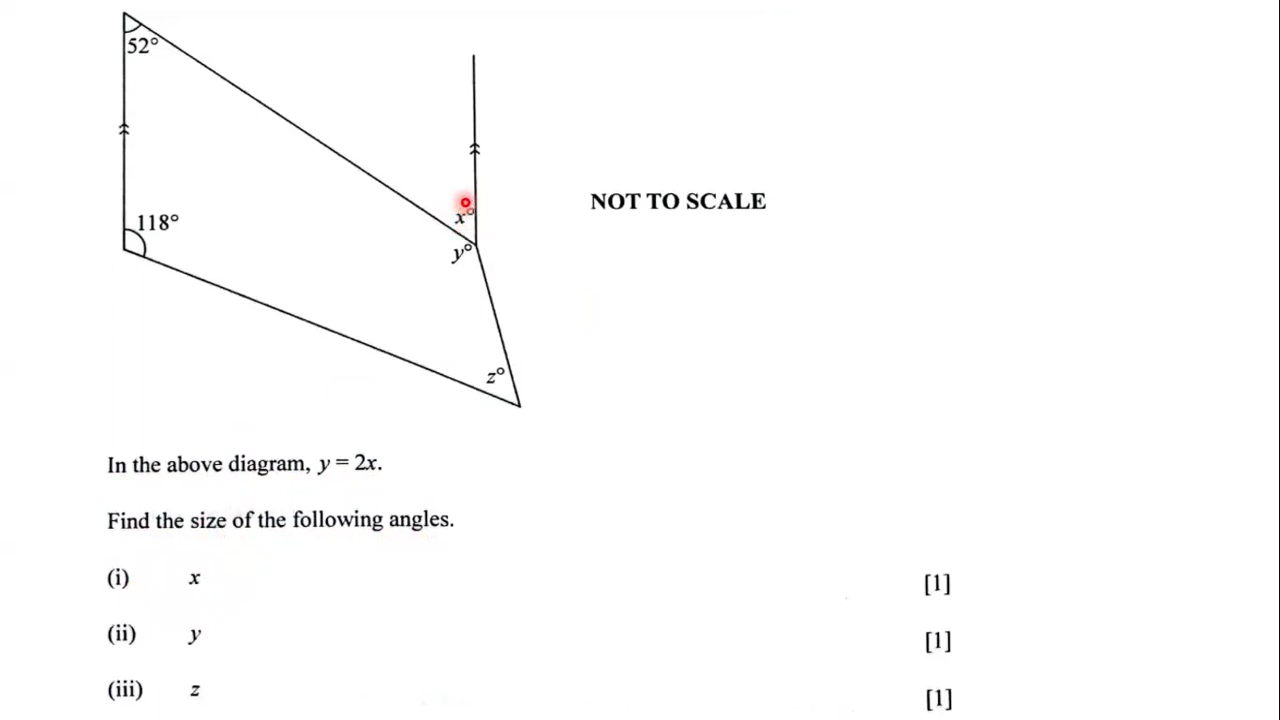 52°
118°
x°
y°
NOT TO SCALE
z°
In the above diagram, y = 2x.
Find the size of the following angles.
(i) x [1]
(ii) y [1]
(iii) z [1]